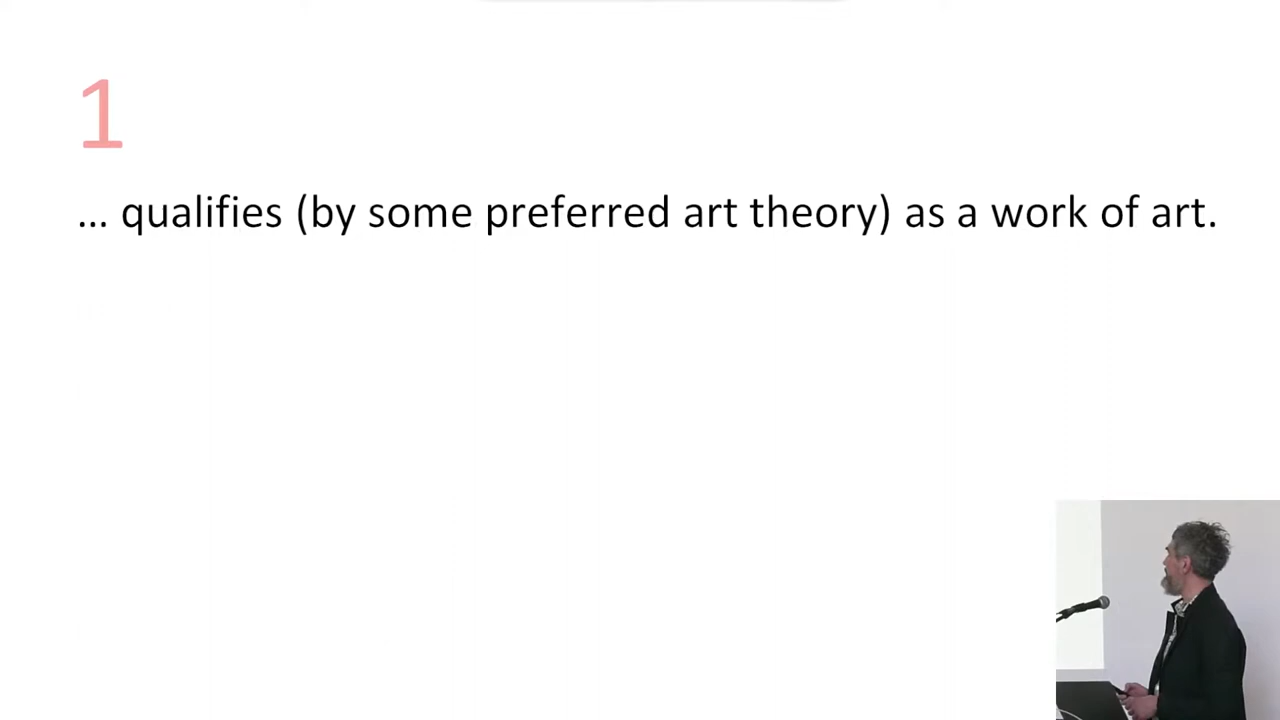 1
... qualifies (by some preferred art theory) as a work of art.